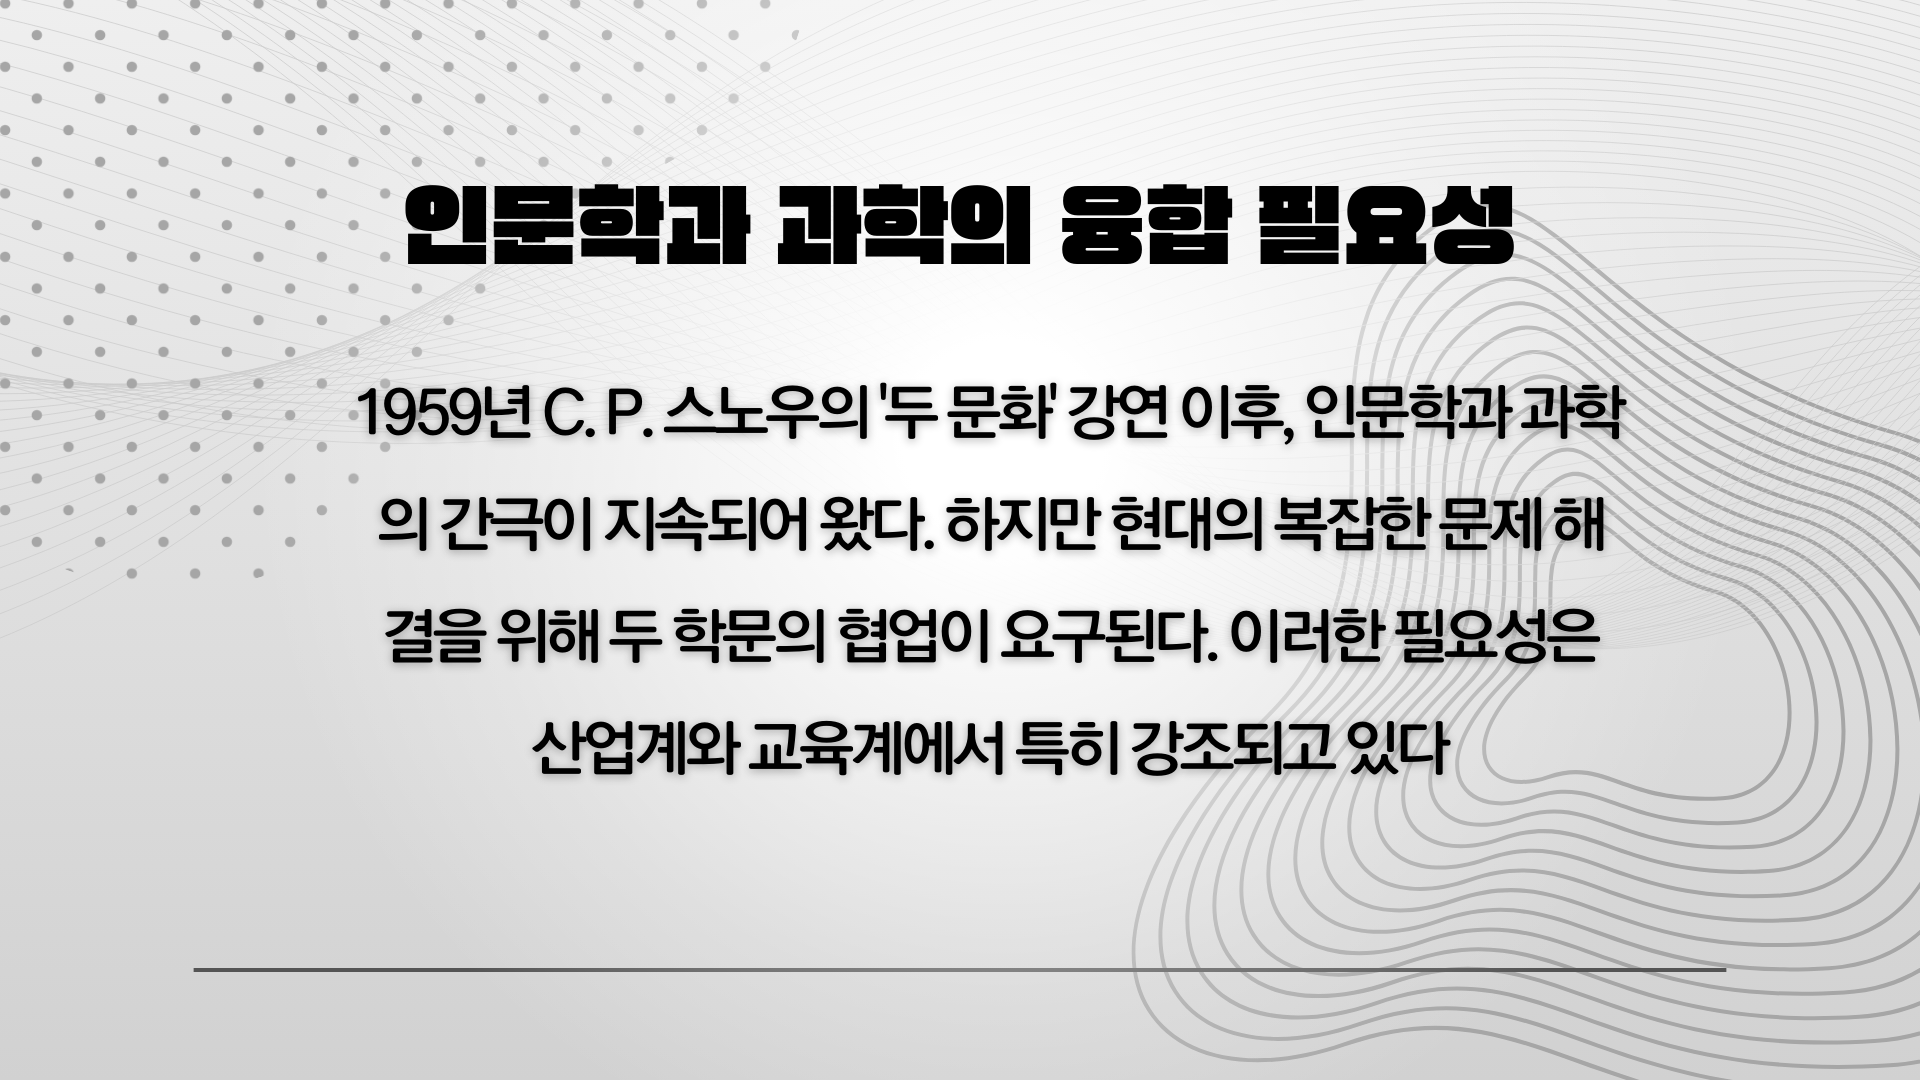 인문학과 과학의 융합 필요성
1959년 C. P. 스노우의 '두 문화' 강연 이후, 인문학과 과학
의 간극이 지속되어 왔다. 하지만 현대의 복잡한 문제 해
결을 위해 두 학문의 협업이 요구된다. 이러한 필요성은
산업계와 교육계에서 특히 강조되고 있다